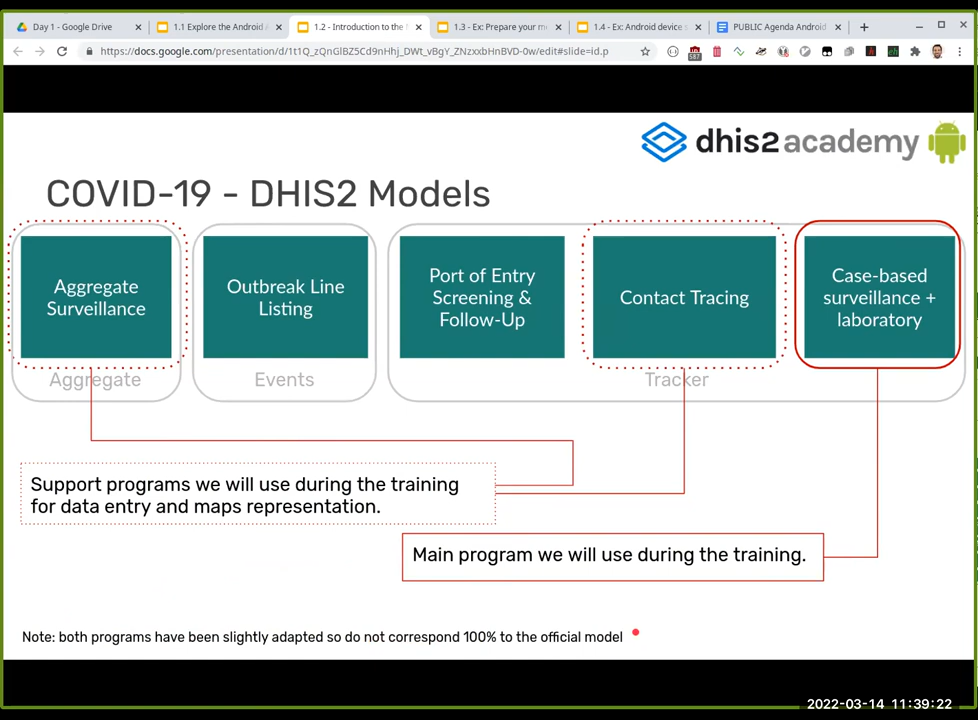 Day 1 - Google Drive
1.1 Explore the Android A
1.2 - Introduction to the
1.3 - Ex: Prepare your m
1.4 - Ex: Android device s
PUBLIC Agenda Android
https://docs.google.com/presentation/d/1t1Q_zQnGlBZ5Cd9nHhj_DWt_vBgY_ZNzxxbHnBVD-0w/edit#slide=id.p
587
dhis2 academy
COVID-19 - DHIS2 Models
Aggregate
Surveillance
Outbreak Line
Listing
Port of Entry
Screening &
Follow-Up
Contact Tracing
Case-based
surveillance +
laboratory
Aggregate
Events
Tracker
Support programs we will use during the training
for data entry and maps representation.
Main program we will use during the training.
Note: both programs have been slightly adapted so do not correspond 100% to the official model
2022-03-14 11:39:22